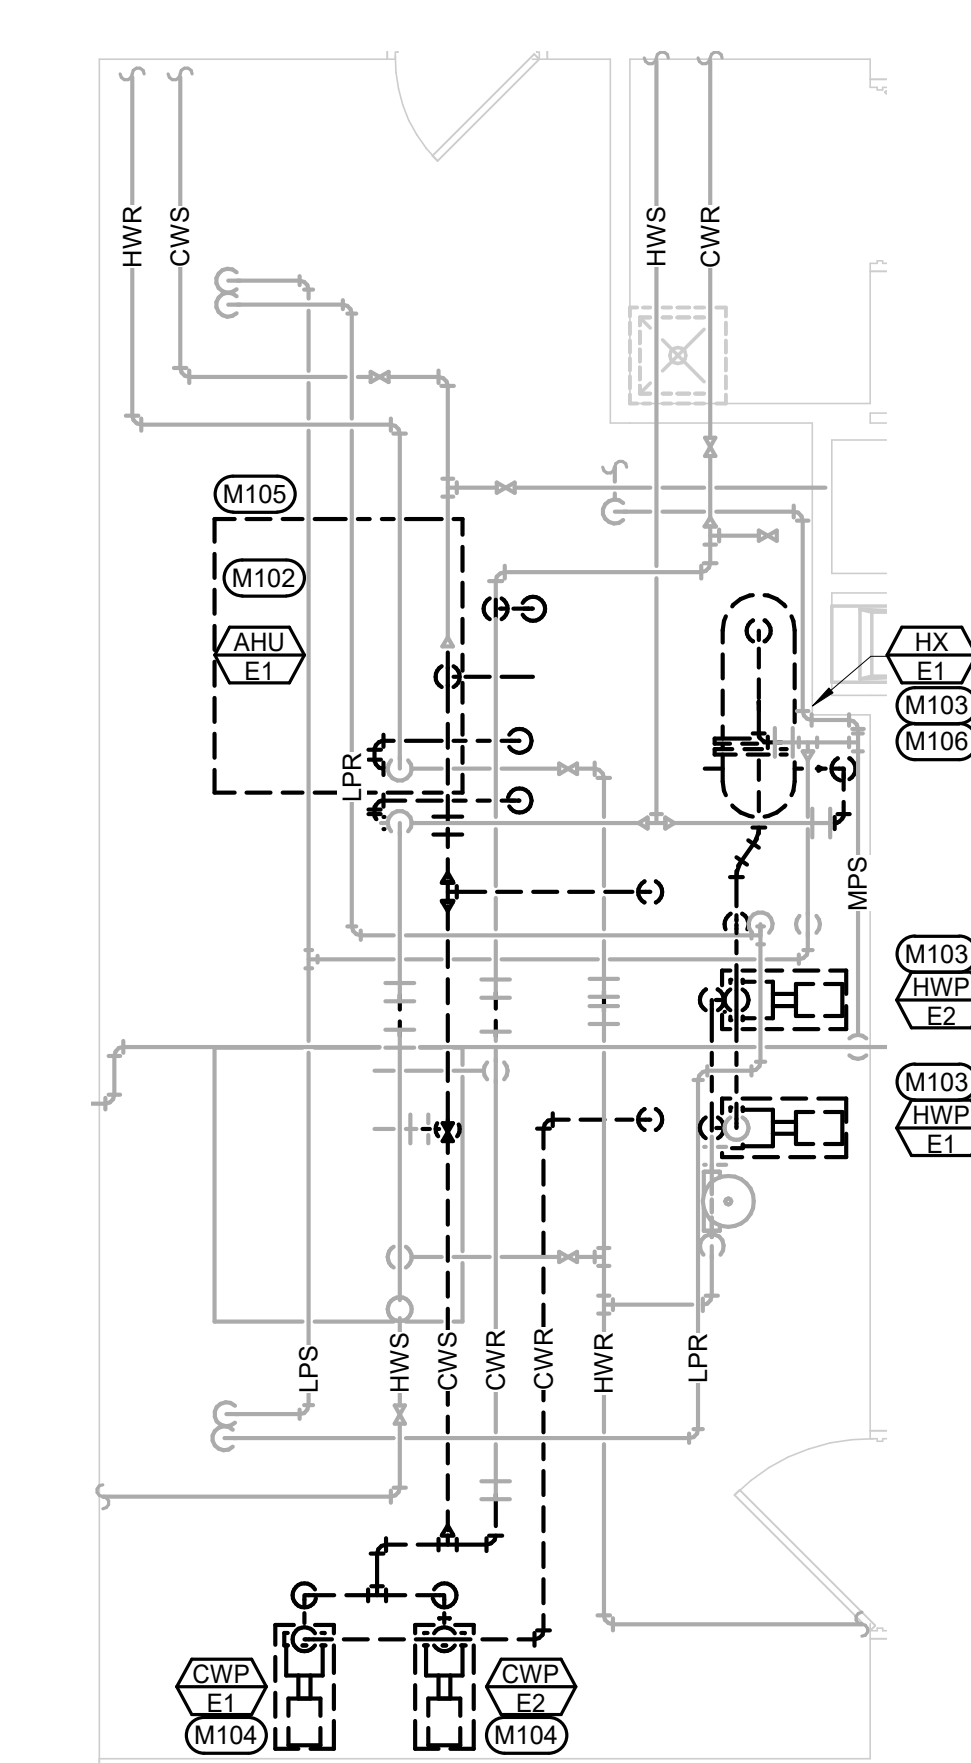 HWR
CWS
HWS
CWR
M105
M102
AHU
E1
HX
E1
M103
M106
LPR
MPS
M103
HWP
E2
M103
HWP
E1
LPS
HWS
CWS
CWR
CWR
HWR
LPR
CWP
E1
M104
CWP
E2
M104